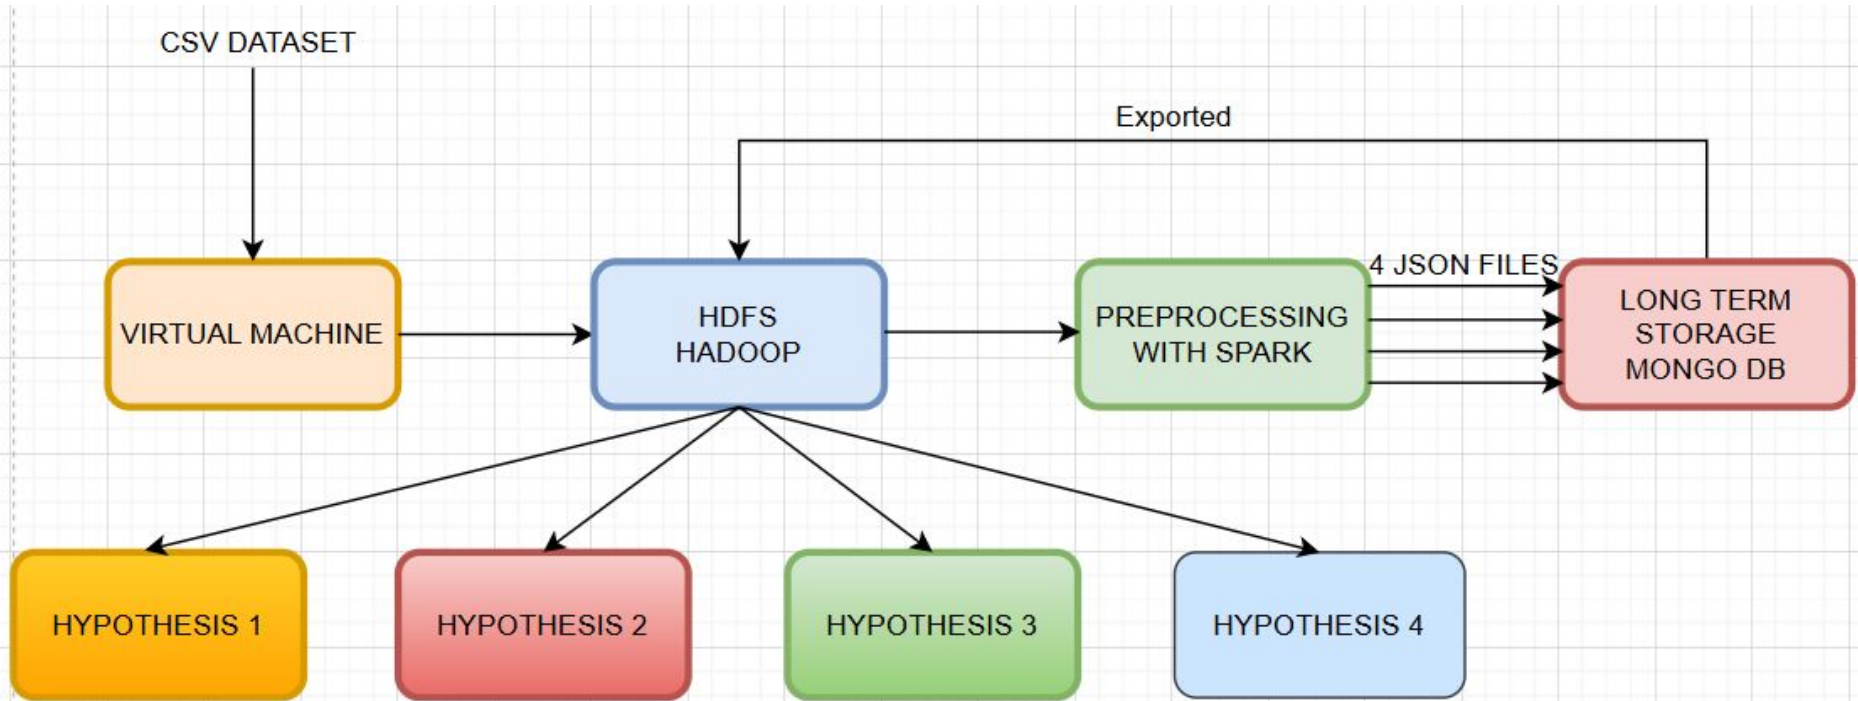 CSV DATASET
Exported
VIRTUAL MACHINE
HDFS
HADOOP
PREPROCESSING
WITH SPARK
4 JSON FILES
LONG TERM
STORAGE
MONGO DB
HYPOTHESIS 1
HYPOTHESIS 2
HYPOTHESIS 3
HYPOTHESIS 4